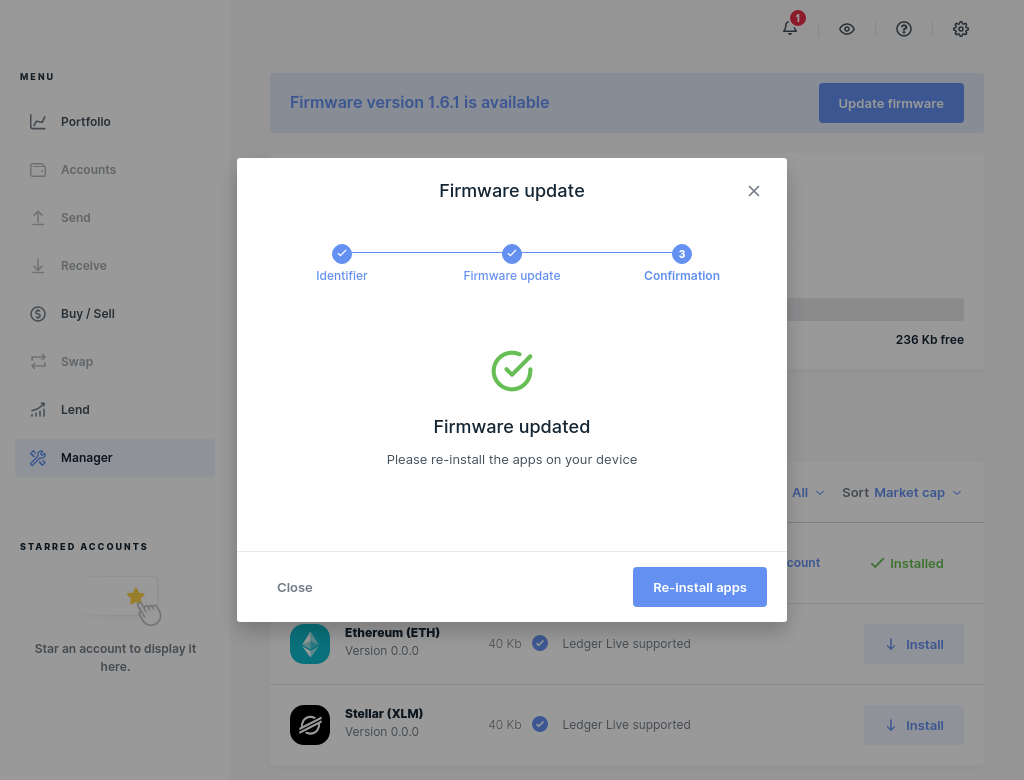 1
MENU
Portfolio
Accounts
Send
Receive
Buy / Sell
Swap
Lend
Manager
STARRED ACCOUNTS
Star an account to display it
here.
Firmware version 1.6.1 is available
Update firmware
Firmware update
Identifier
Firmware update
3
Confirmation
Firmware updated
Please re-install the apps on your device
Close
Re-install apps
236 Kb free
All
Sort Market cap
count
Installed
Ethereum (ETH)
Version 0.0.0
40 Kb
Ledger Live supported
Install
Stellar (XLM)
Version 0.0.0
40 Kb
Ledger Live supported
Install